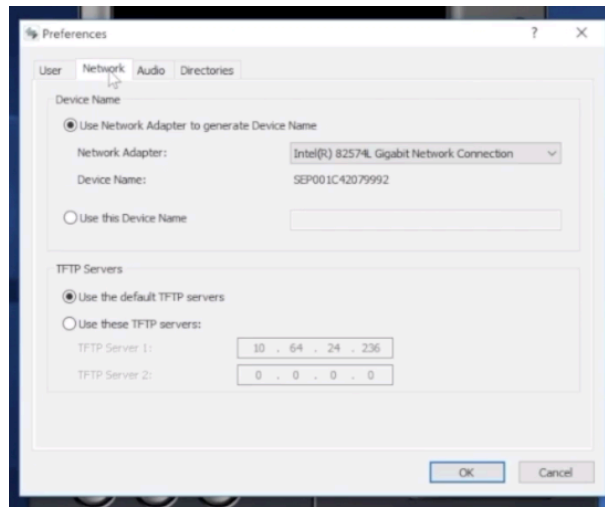 Preferences
? ×
User Network Audio Directories
Device Name
Use Network Adapter to generate Device Name
Network Adapter: Intel(R) 82574L Gigabit Network Connection
Device Name: SEP001C42079992
Use this Device Name
TFTP Servers
Use the default TFTP servers
Use these TFTP servers:
TFTP Server 1: 10 . 64 . 24 . 236
TFTP Server 2: 0 . 0 . 0 . 0
OK Cancel